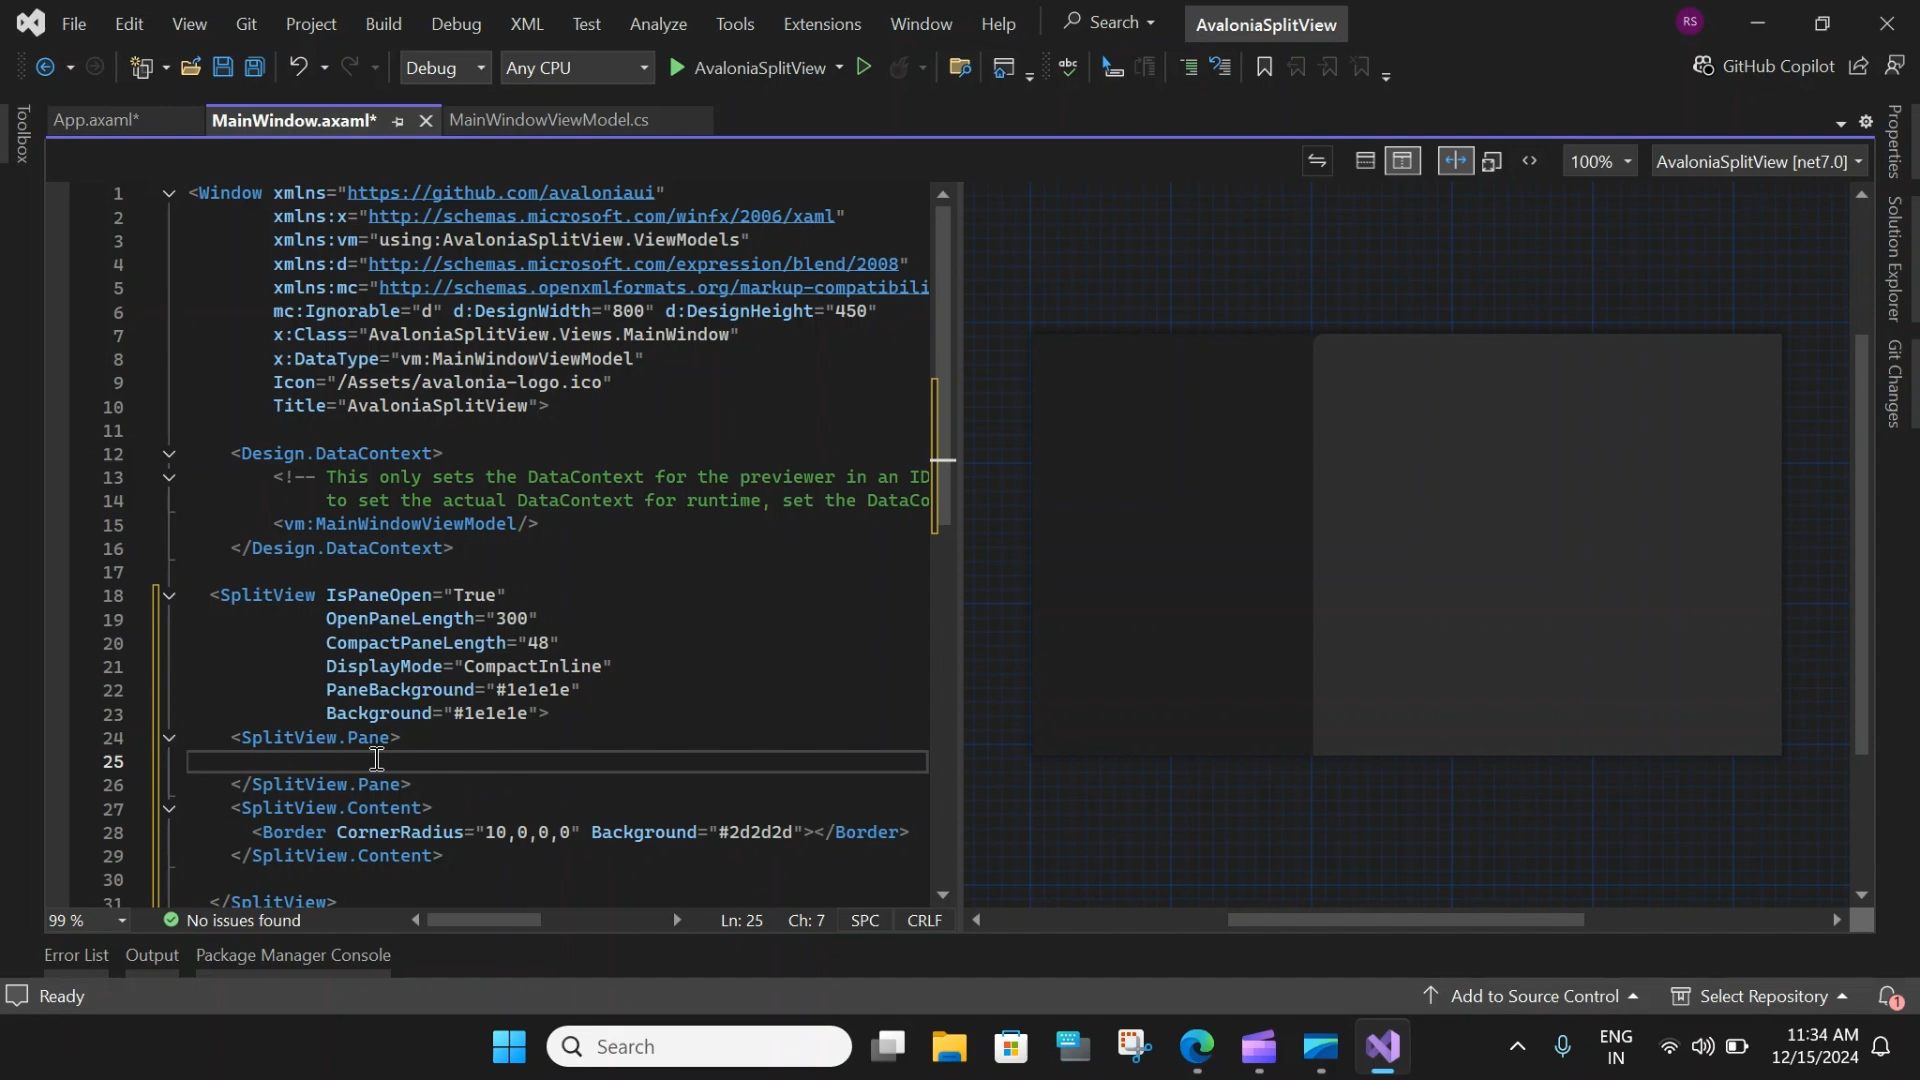 File Edit View Git Project Build Debug XML Test Analyze Tools Extensions Window Help Search AvaloniaSplitView RS
Debug Any CPU AvaloniaSplitView abc GitHub Copilot
Toolbox
App.axaml* MainWindow.axaml* MainWindowViewModel.cs
100% AvaloniaSplitView [net7.0]
1 <Window xmlns="https://github.com/avaloniaui"
2 xmlns:x="http://schemas.microsoft.com/winfx/2006/xaml"
3 xmlns:vm="using:AvaloniaSplitView.ViewModels"
4 xmlns:d="http://schemas.microsoft.com/expression/blend/2008"
5 xmlns:mc="http://schemas.openxmlformats.org/markup-compatibili
6 mc:Ignorable="d" d:DesignWidth="800" d:DesignHeight="450"
7 x:Class="AvaloniaSplitView.Views.MainWindow"
8 x:DataType="vm:MainWindowViewModel"
9 Icon="/Assets/avalonia-logo.ico"
10 Title="AvaloniaSplitView">
11
12 <Design.DataContext>
13 <!-- This only sets the DataContext for the previewer in an ID
14 to set the actual DataContext for runtime, set the DataCo
15 <vm:MainWindowViewModel/>
16 </Design.DataContext>
17
18 <SplitView IsPaneOpen="True"
19 OpenPaneLength="300"
20 CompactPaneLength="48"
21 DisplayMode="CompactInline"
22 PaneBackground="#1e1e1e"
23 Background="#1e1e1e">
24 <SplitView.Pane>
25
26 </SplitView.Pane>
27 <SplitView.Content>
28 <Border CornerRadius="10,0,0,0" Background="#2d2d2d"></Border>
29 </SplitView.Content>
30
31 </SplitView>
Properties
Solution Explorer
Git Changes
99 % No issues found Ln: 25 Ch: 7 SPC CRLF
Error List Output Package Manager Console
Ready Add to Source Control Select Repository 1
Search ENG IN 11:34 AM 12/15/2024